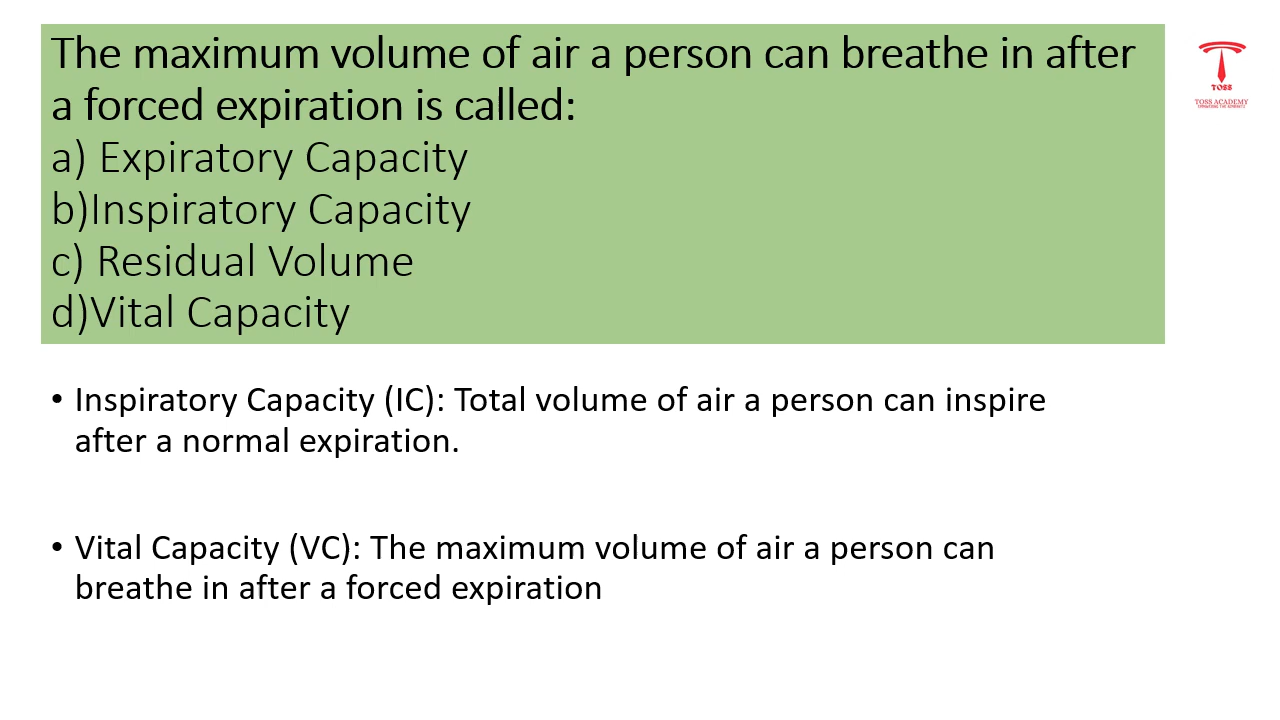 The maximum volume of air a person can breathe in after
a forced expiration is called:
a) Expiratory Capacity
b)Inspiratory Capacity
c) Residual Volume
d)Vital Capacity
TOSS
TOSS ACADEMY
• Inspiratory Capacity (IC): Total volume of air a person can inspire
after a normal expiration.
• Vital Capacity (VC): The maximum volume of air a person can
breathe in after a forced expiration